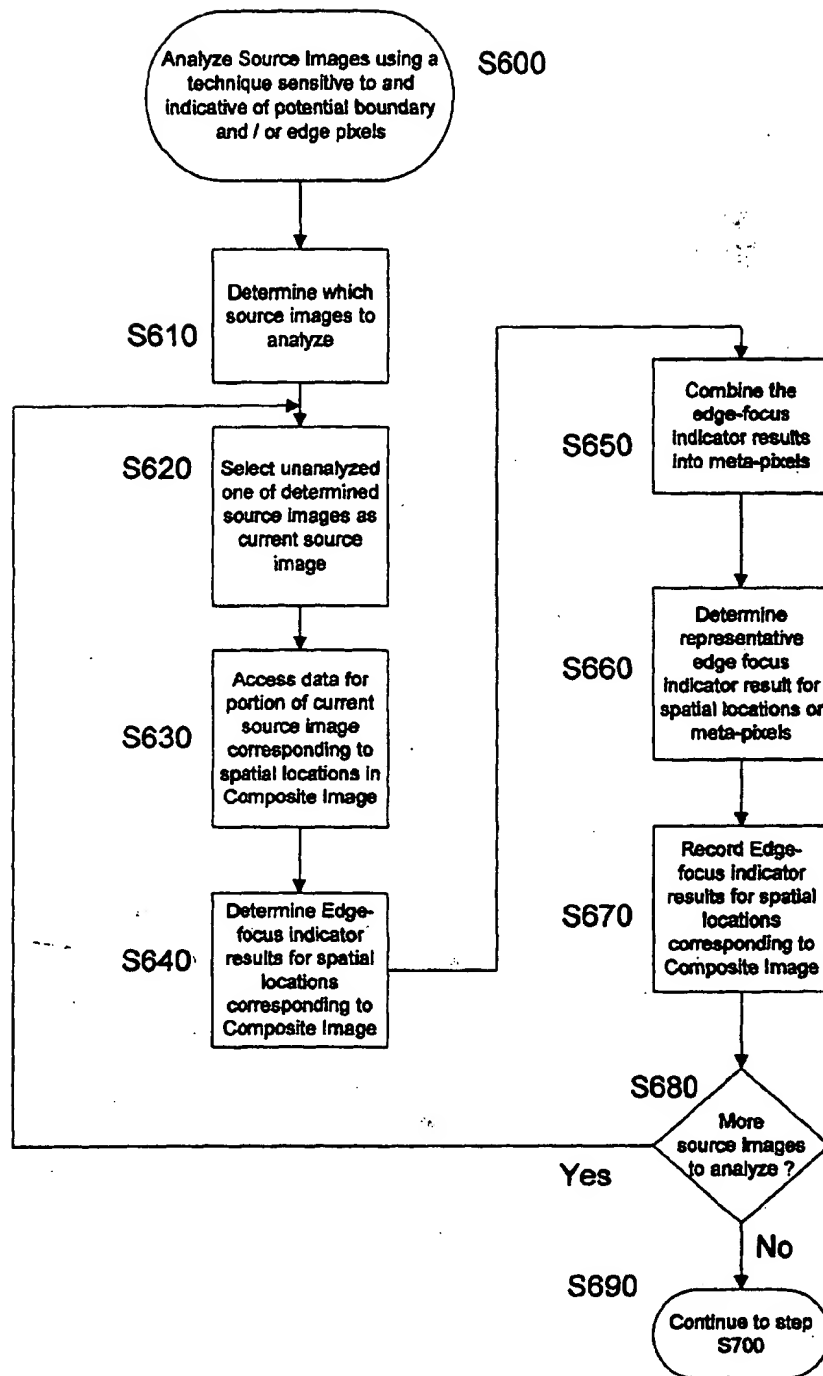 Analyze Source Images using a
technique sensitive to and
indicative of potential boundary
and / or edge pixels
S600
Determine which
source images to
analyze
S610
Select unanalyzed
one of determined
source images as
current source
image
S620
Access data for
portion of current
source image
corresponding to
spatial locations in
Composite Image
S630
Determine Edge-
focus indicator
results for spatial
locations
corresponding to
Composite Image
S640
Combine the
edge-focus
indicator results
into meta-pixels
S650
Determine
representative
edge focus
indicator result for
spatial locations or
meta-pixels
S660
Record Edge-
focus indicator
results for spatial
locations
corresponding to
Composite Image
S670
S680
More
source images
to analyze ?
Yes
No
S690
Continue to step
S700